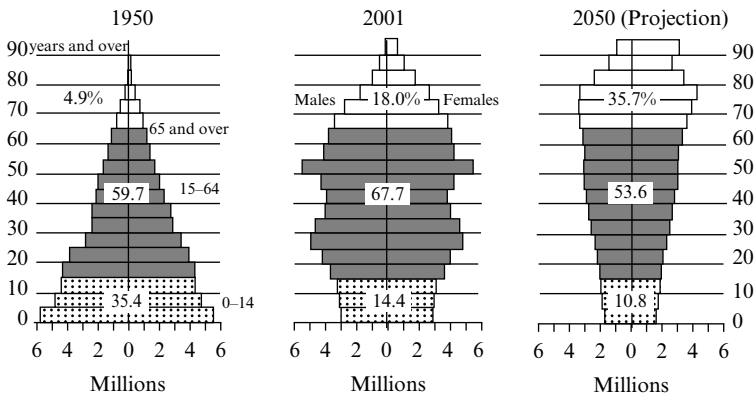 1950 2001 2050 (Projection)
90 years and over 90
80 80
4.9% Males 18.0% Females 35.7%
70 70
60 65 and over 60
50 50
59.7 15–64 67.7 53.6
40 40
30 30
20 20
10 10
35.4 0–14 14.4 10.8
0 0
6 4 2 0 2 4 6 6 4 2 0 2 4 6 6 4 2 0 2 4 6
Millions Millions Millions